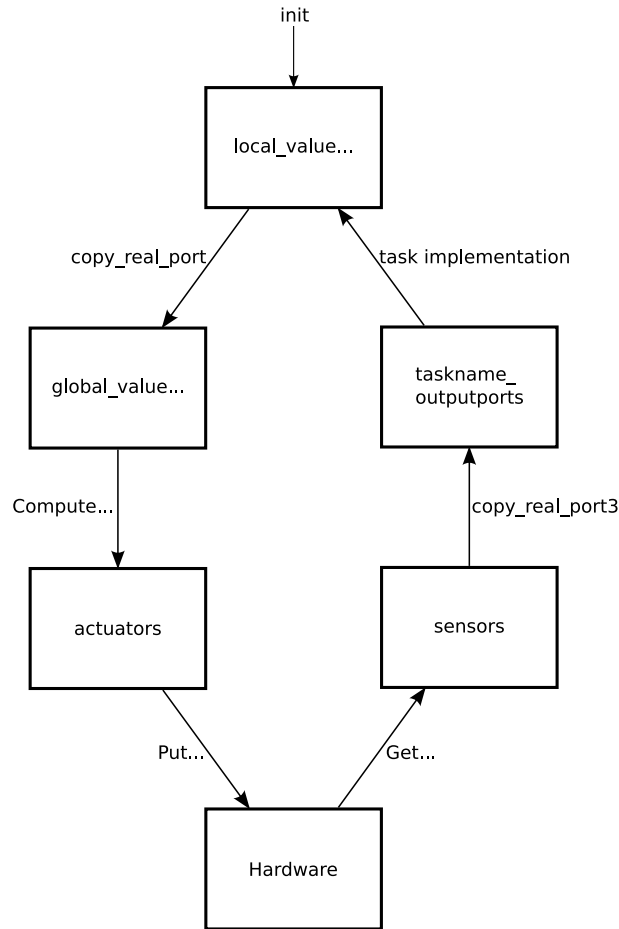 init
local_value...
copy_real_port
task implementation
global_value...
taskname_
outputports
Compute...
copy_real_port3
actuators
sensors
Put...
Get...
Hardware